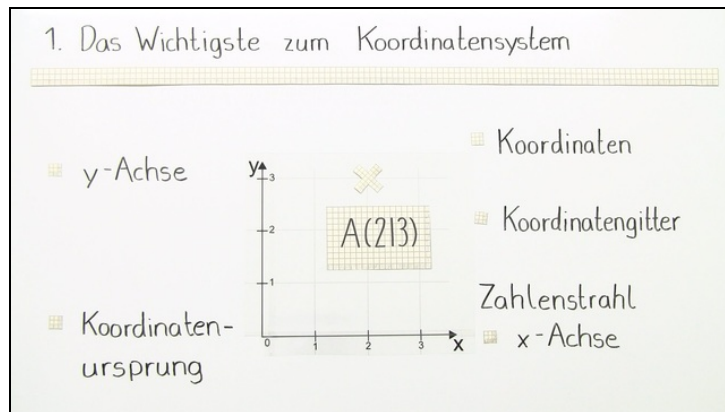 1. Das Wichtigste zum Koordinatensystem
y-Achse
Koordinaten-
ursprung
y
3
2
1
0 1 2 3
x
A(2|3)
Koordinaten
Koordinatengitter
Zahlenstrahl
x-Achse